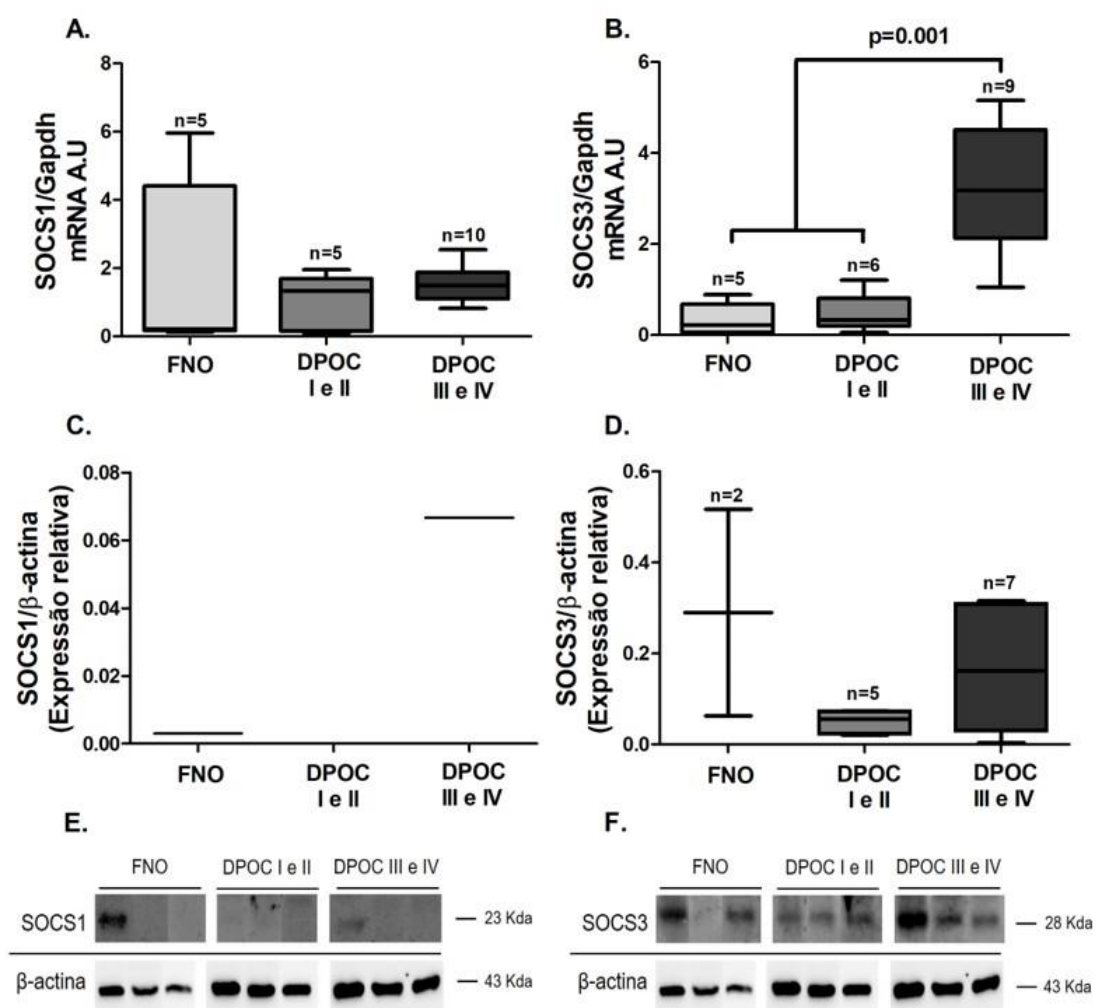 A.
SOCS1/Gapdh
mRNA A.U
8
6
4
2
0
n=5
n=5
n=10
FNO
DPOC
I e II
DPOC
III e IV
B.
p=0.001
SOCS3/Gapdh
mRNA A.U
6
4
2
0
n=5
n=6
n=9
FNO
DPOC
I e II
DPOC
III e IV
C.
SOCS1/β-actina
(Expressão relativa)
0.08
0.06
0.04
0.02
0.00
FNO
DPOC
I e II
DPOC
III e IV
D.
SOCS3/β-actina
(Expressão relativa)
0.6
0.4
0.2
0.0
n=2
n=5
n=7
FNO
DPOC
I e II
DPOC
III e IV
E.
FNO
DPOC I e II
DPOC III e IV
SOCS1
23 Kda
β-actina
43 Kda
F.
FNO
DPOC I e II
DPOC III e IV
SOCS3
28 Kda
β-actina
43 Kda